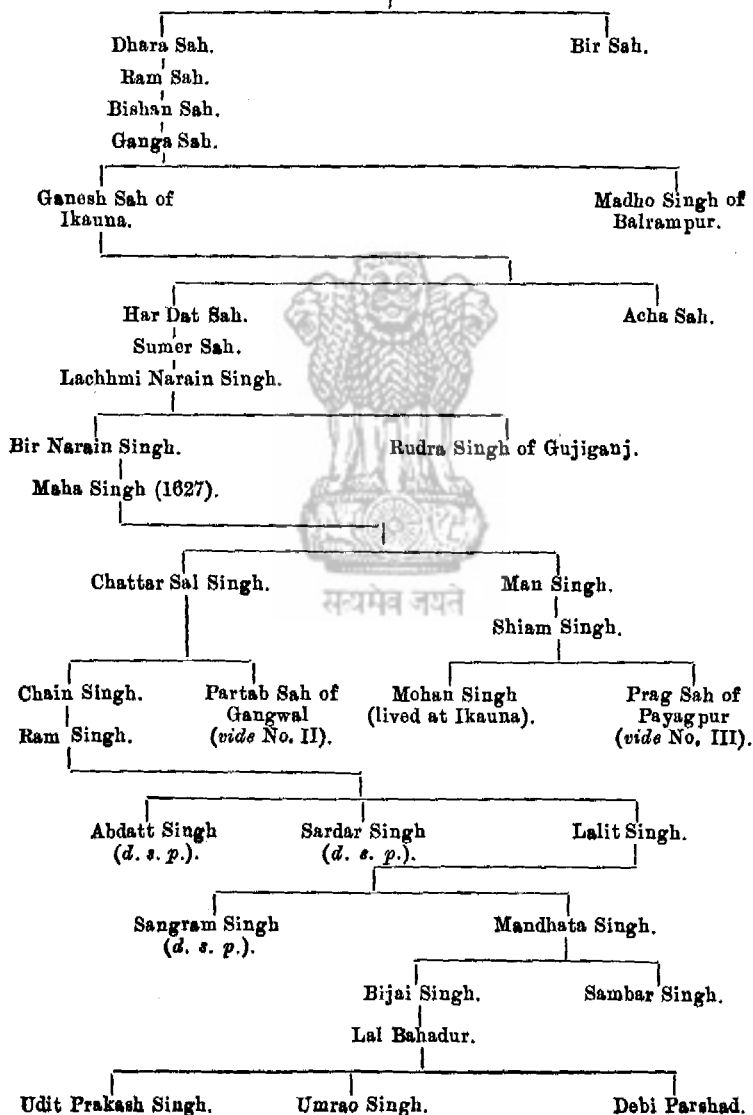 Dhara Sah. Bir Sah.
Ram Sah.
Bishan Sah.
Ganga Sah.
Ganesh Sah of Ikauna. Madho Singh of Balrampur.
Har Dat Sah. Acha Sah.
Sumer Sah.
Lachhmi Narain Singh.
Bir Narain Singh. Rudra Singh of Gujiganj.
Maha Singh (1627).
Chattar Sal Singh. Man Singh.
सत्यमेव जयते
Shiam Singh.
Chain Singh. Partab Sah of Gangwal (vide No. II). Mohan Singh (lived at Ikauna). Prag Sah of Payagpur (vide No. III).
Ram Singh.
Abdatt Singh (d. s. p.). Sardar Singh (d. s. p.). Lalit Singh.
Sangram Singh (d. s. p.). Mandhata Singh.
Bijai Singh. Sambar Singh.
Lal Bahadur.
Udit Prakash Singh. Umrao Singh. Debi Parshad.